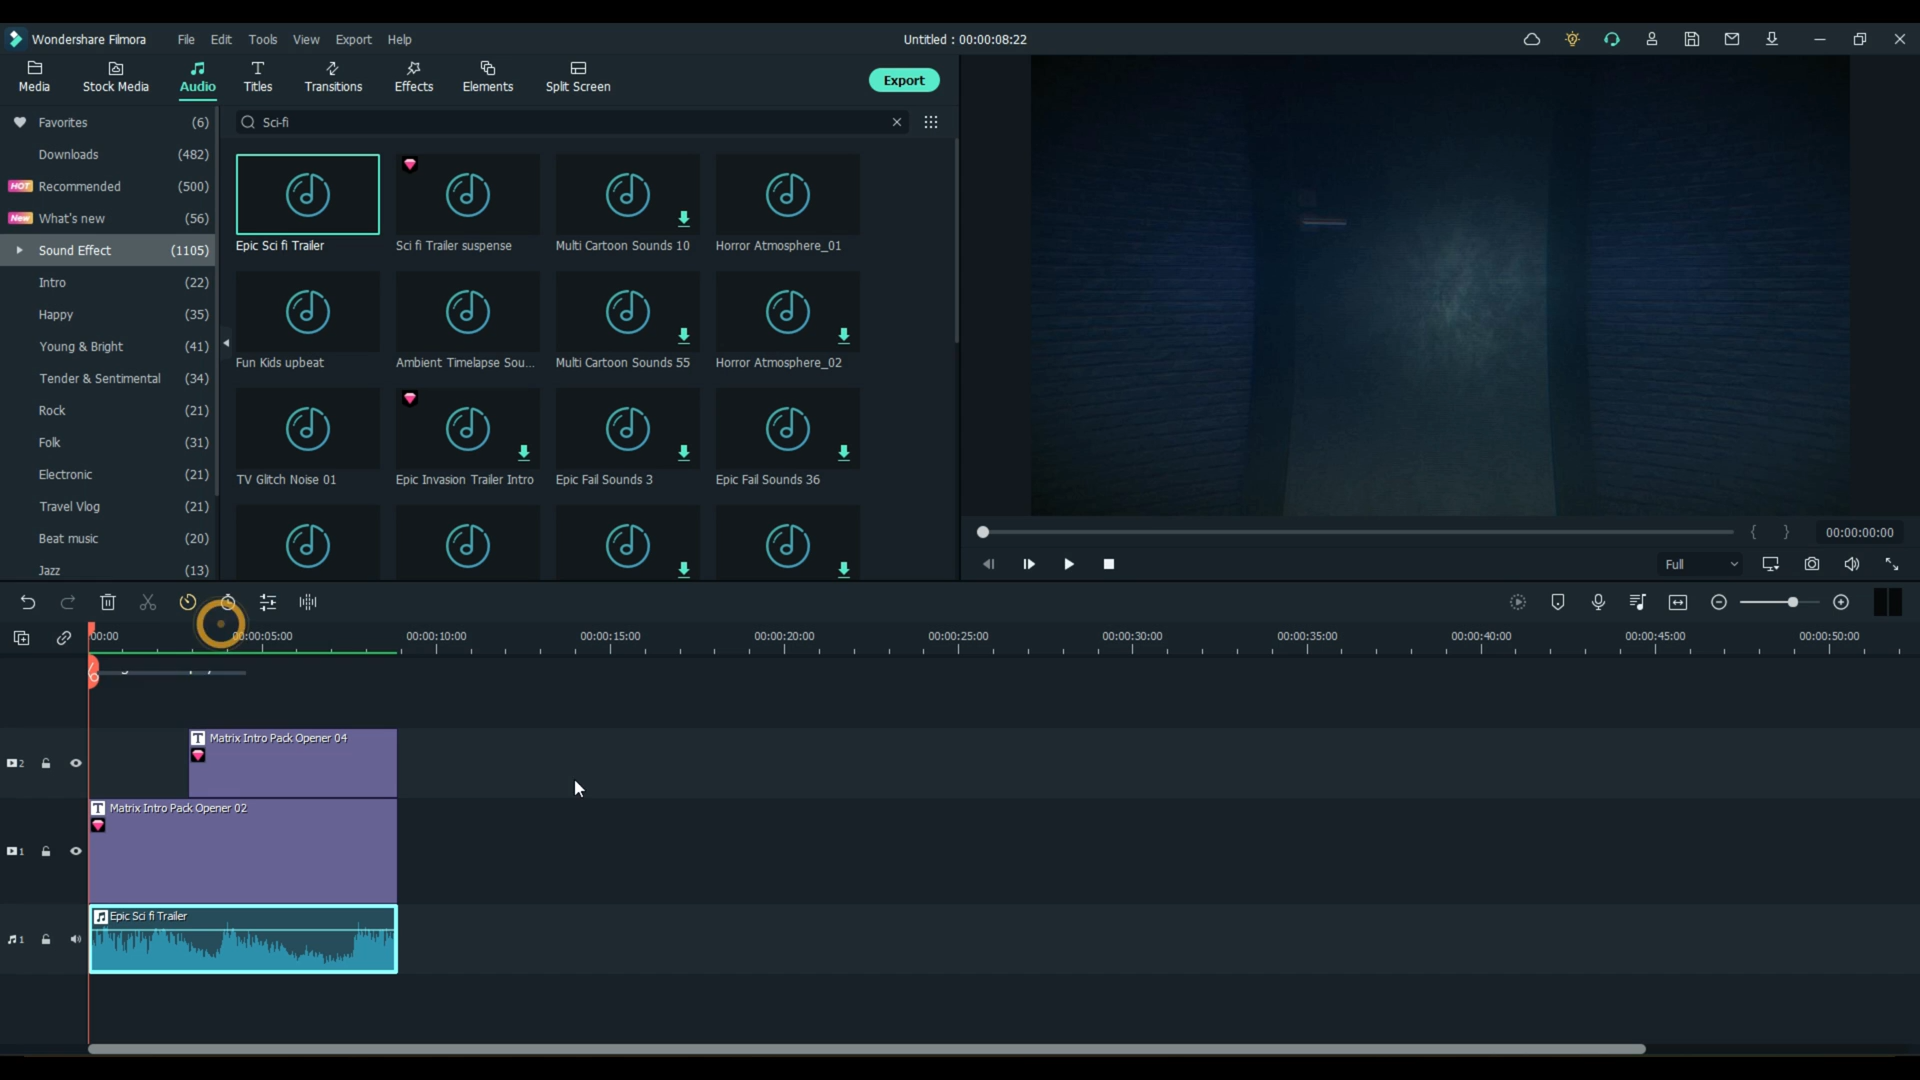 Wondershare Filmora
File
Edit
Tools
View
Export
Help
Untitled : 00:00:08:22
Media
Stock Media
Audio
Titles
Transitions
Effects
Elements
Split Screen
Export
Favorites (6)
Downloads (482)
HOT Recommended (500)
New What's new (56)
Sound Effect (1105)
Intro (22)
Happy (35)
Young & Bright (41)
Tender & Sentimental (34)
Rock (21)
Folk (31)
Electronic (21)
Travel Vlog (21)
Beat music (20)
Jazz (13)
Sci-fi
Epic Sci fi Trailer
Sci fi Trailer suspense
Multi Cartoon Sounds 10
Horror Atmosphere_01
Fun Kids upbeat
Ambient Timelapse Sou...
Multi Cartoon Sounds 55
Horror Atmosphere_02
TV Glitch Noise 01
Epic Invasion Trailer Intro
Epic Fail Sounds 3
Epic Fail Sounds 36
{ }
00:00:00:00
Full
00:00
00:00:05:00
00:00:10:00
00:00:15:00
00:00:20:00
00:00:25:00
00:00:30:00
00:00:35:00
00:00:40:00
00:00:45:00
00:00:50:00
2
T Matrix Intro Pack Opener 04
1
T Matrix Intro Pack Opener 02
1
Epic Sci fi Trailer